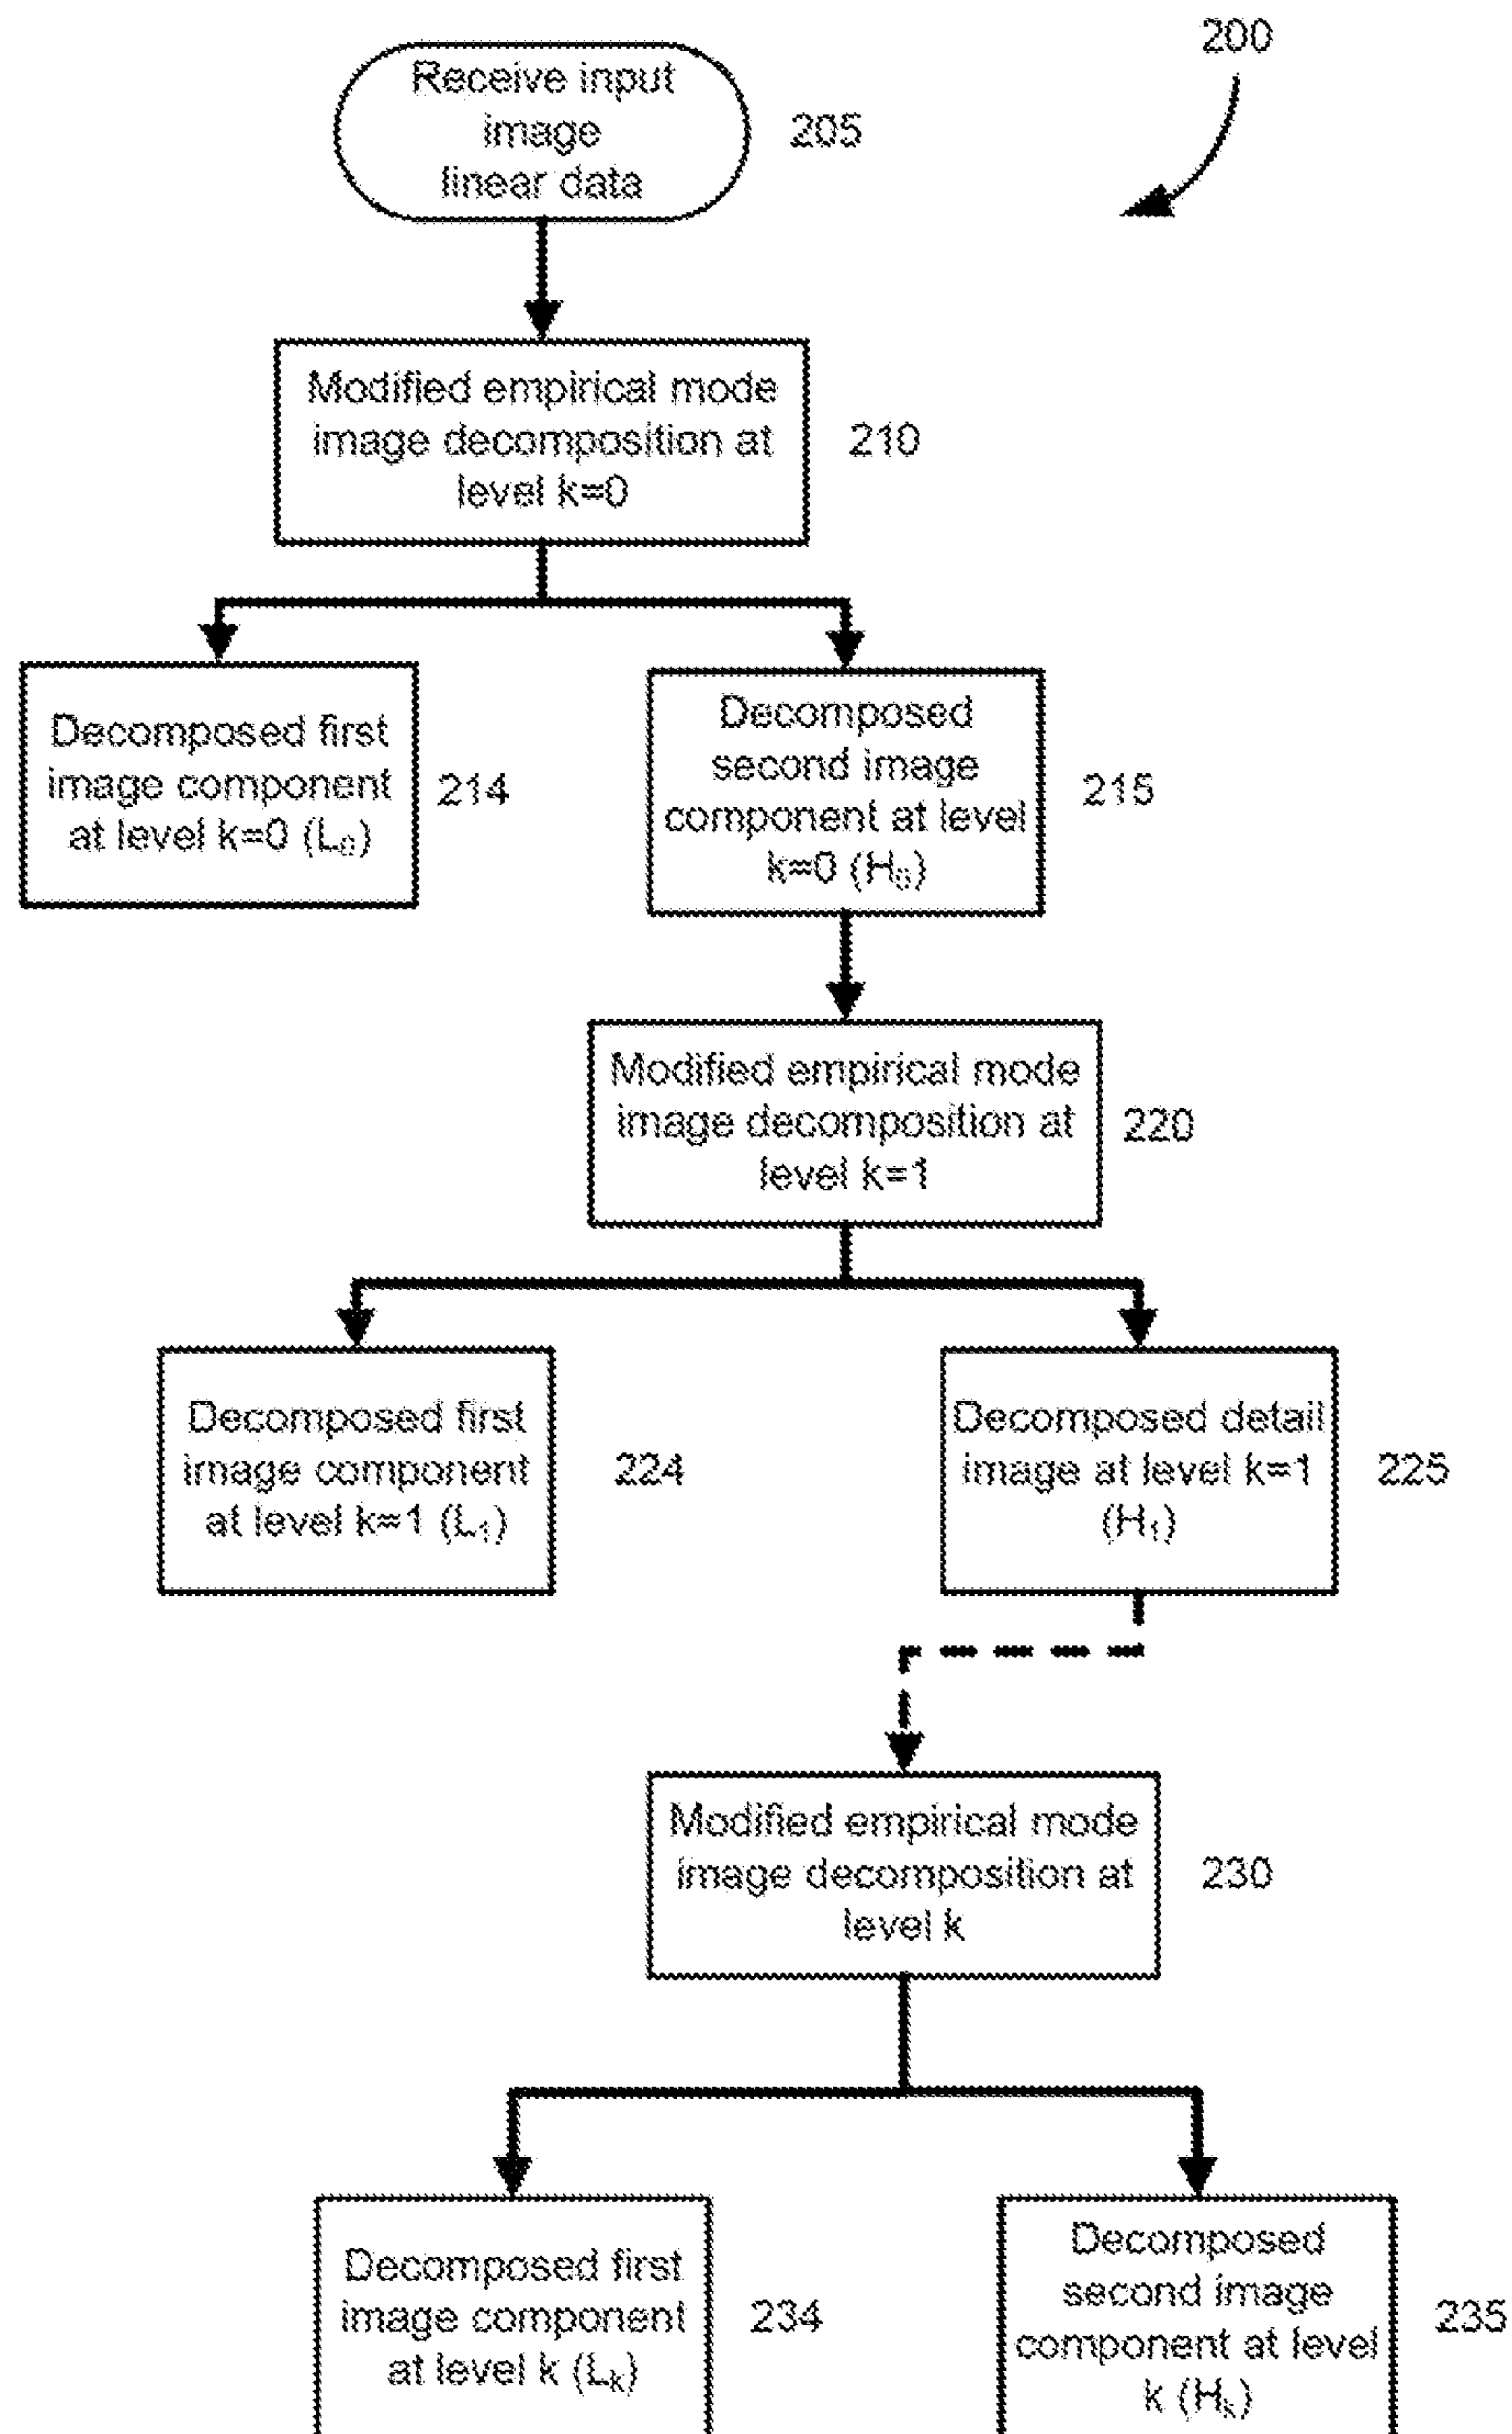 200
Receive input
image
linear data
205
Modified empirical mode
image decomposition at
level k=0
210
Decomposed first
image component
at level k=0 (L₀)
214
Decomposed
second image
component at level
k=0 (H₀)
215
Modified empirical mode
image decomposition at
level k=1
220
Decomposed first
image component
at level k=1 (L₁)
224
Decomposed detail
image at level k=1
(H₁)
225
Modified empirical mode
image decomposition at
level k
230
Decomposed first
image component
at level k (Lₖ)
234
Decomposed
second image
component at level
k (Hₖ)
235